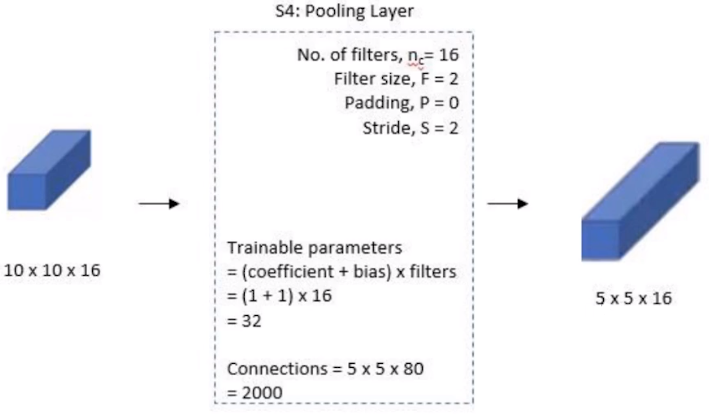 S4: Pooling Layer
No. of filters, nc= 16
Filter size, F = 2
Padding, P = 0
Stride, S = 2
10 x 10 x 16
Trainable parameters
= (coefficient + bias) x filters
= (1 + 1) x 16
= 32
Connections = 5 x 5 x 80
= 2000
5 x 5 x 16